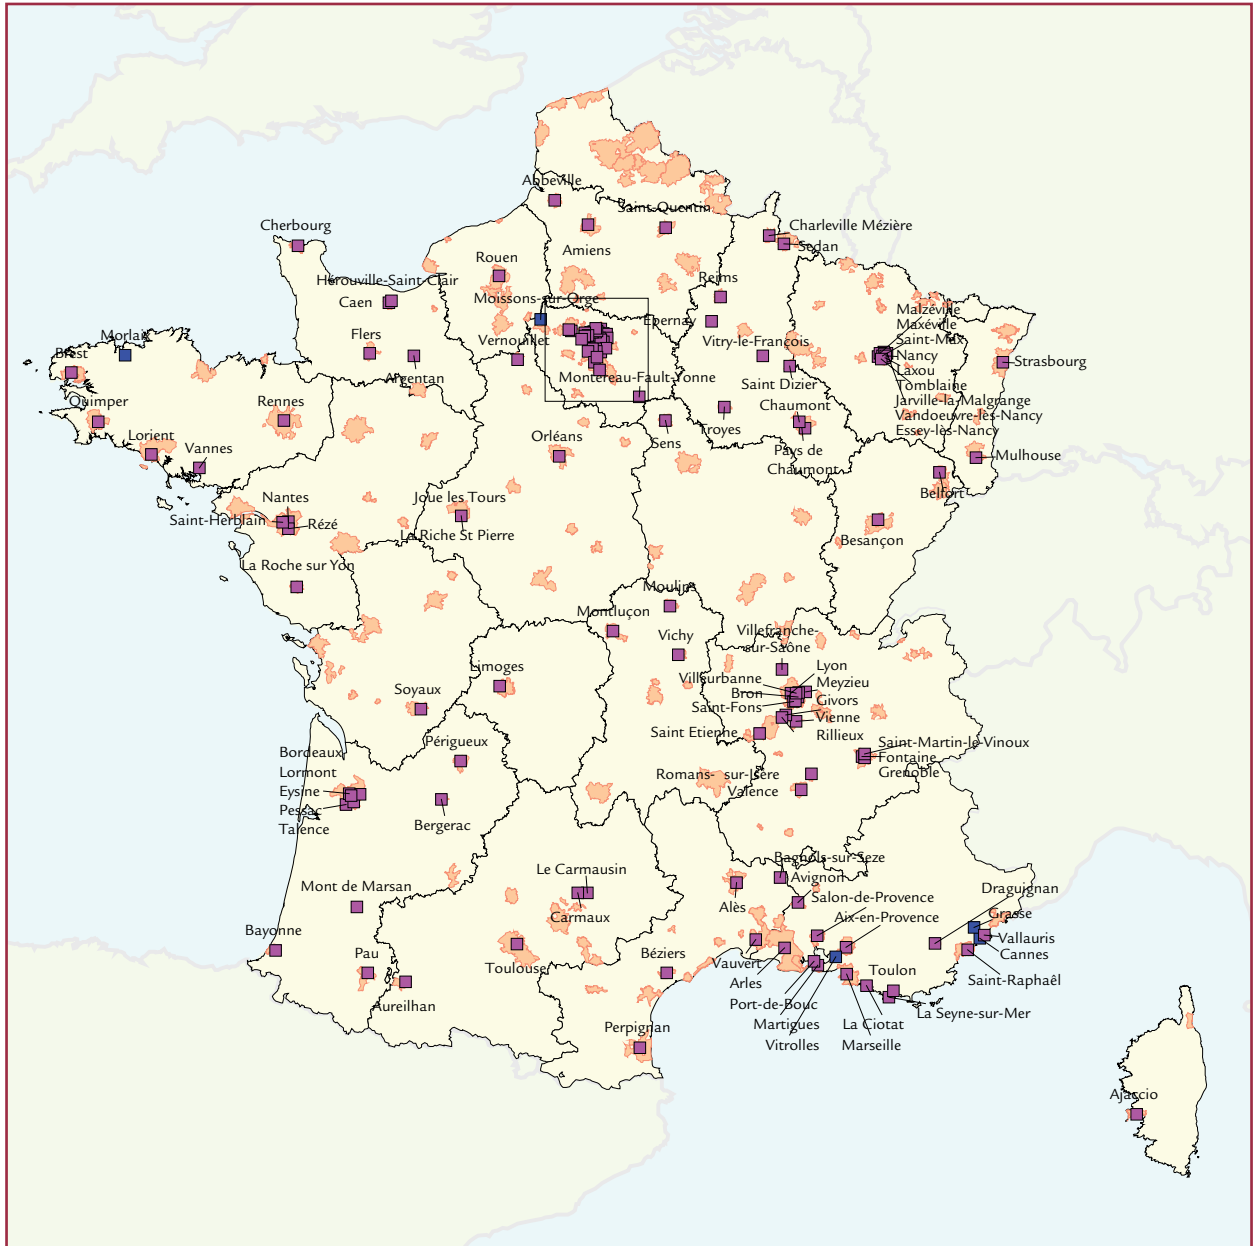 Abbeville
Saint-Quentin
Cherbourg
Charleville Mézière
Amiens
Sedan
Rouen
Reims
Hérouville-Saint-Clair
Caen
Moissons-sur-Orge
Epernay
Malzéville
Maxéville
Saint-Max
Nancy
Laxou
Tomblaine
Jarville-la-Malgrange
Vandoeuvre-lès-Nancy
Essey-lès-Nancy
Morlaix
Flers
Vernouillet
Vitry-le-François
Brest
Argentan
Strasbourg
Montereau-Fault-Yonne
Saint Dizier
Quimper
Rennes
Chaumont
Lorient
Vannes
Orléans
Sens
Troyes
Pays de
Chaumont
Mulhouse
Belfort
Nantes
Saint-Herblain
Rézé
Joue les Tours
La Riche St Pierre
Besançon
La Roche sur Yon
Moulins
Montluçon
Vichy
Villefranche-
sur-Saône
Limoges
Villeurbanne
Lyon
Meyzieu
Bron
Saint-Fons
Givors
Vienne
Rillieux
Soyaux
Saint Etienne
Périgueux
Saint-Martin-le-Vinoux
Fontaine
Grenoble
Bordeaux
Lormont
Eysine
Pessac
Talence
Romans- sur-Isère
Valence
Bergerac
Bagnols-sur-Seze
Le Carmausin
Avignon
Mont de Marsan
Alès
Salon-de-Provence
Draguignan
Carmaux
Aix-en-Provence
Grasse
Bayonne
Vallauris
Cannes
Pau
Toulouse
Béziers
Vauvert
Toulon
Saint-Raphaêl
Arles
Aureilhan
Port-de-Bouc
La Seyne-sur-Mer
Perpignan
Martigues
La Ciotat
Vitrolles
Marseille
Ajaccio